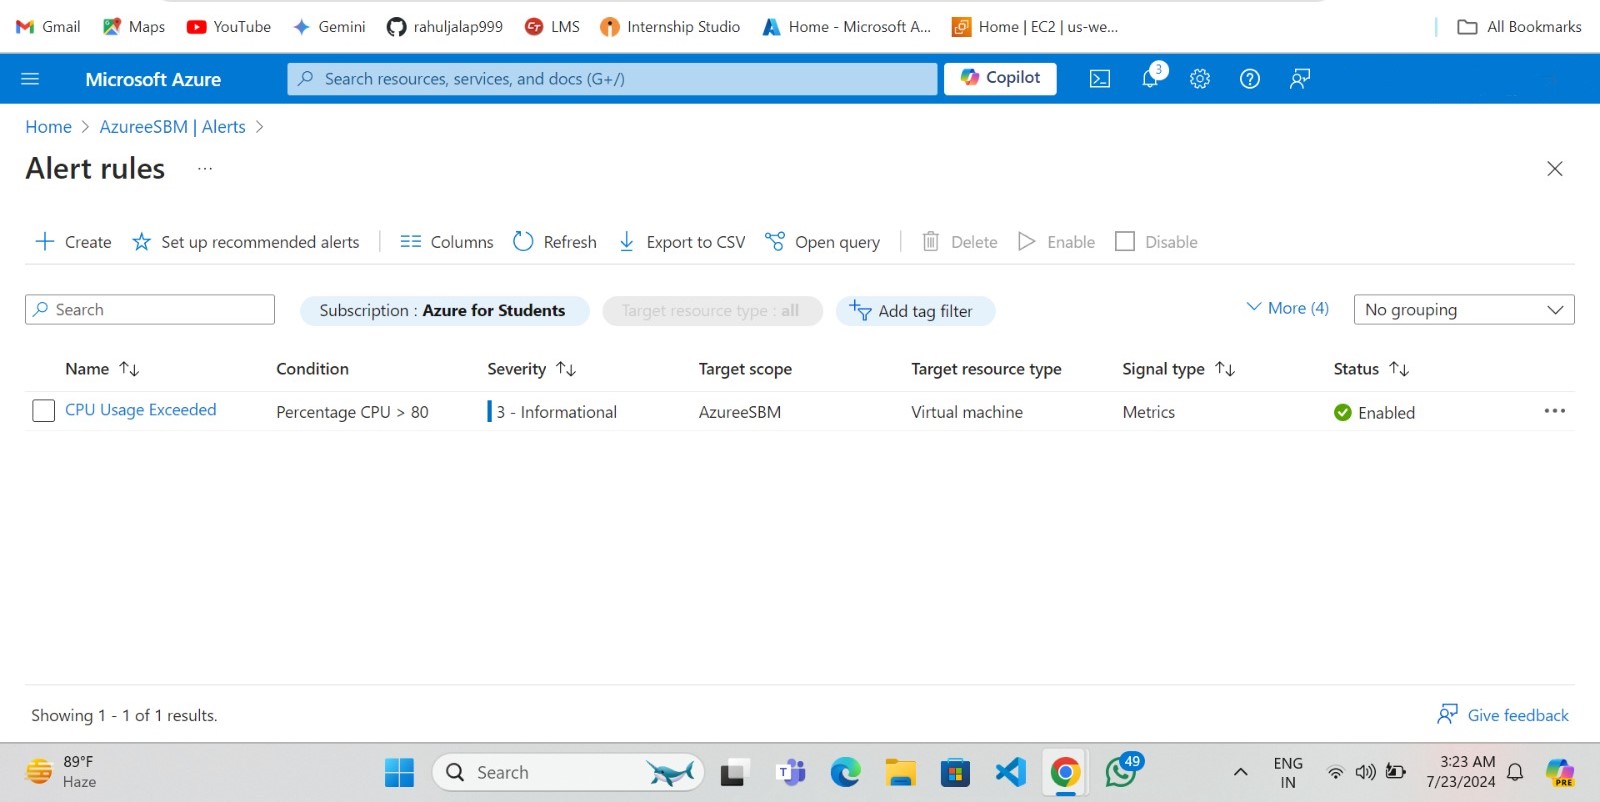 Gmail Maps YouTube Gemini rahuljalap999 LMS Internship Studio Home - Microsoft A... Home | EC2 | us-we... All Bookmarks
Microsoft Azure Search resources, services, and docs (G+/) Copilot 3
Home > AzureeSBM | Alerts >
Alert rules ...
Create Set up recommended alerts Columns Refresh Export to CSV Open query Delete Enable Disable
Search Subscription : Azure for Students Target resource type : all Add tag filter More (4) No grouping
Name Condition Severity Target scope Target resource type Signal type Status
CPU Usage Exceeded Percentage CPU > 80 3 - Informational AzureeSBM Virtual machine Metrics Enabled ...
Showing 1 - 1 of 1 results. Give feedback
89°F
Haze
Search
49
ENG
IN
3:23 AM
7/23/2024
PRE